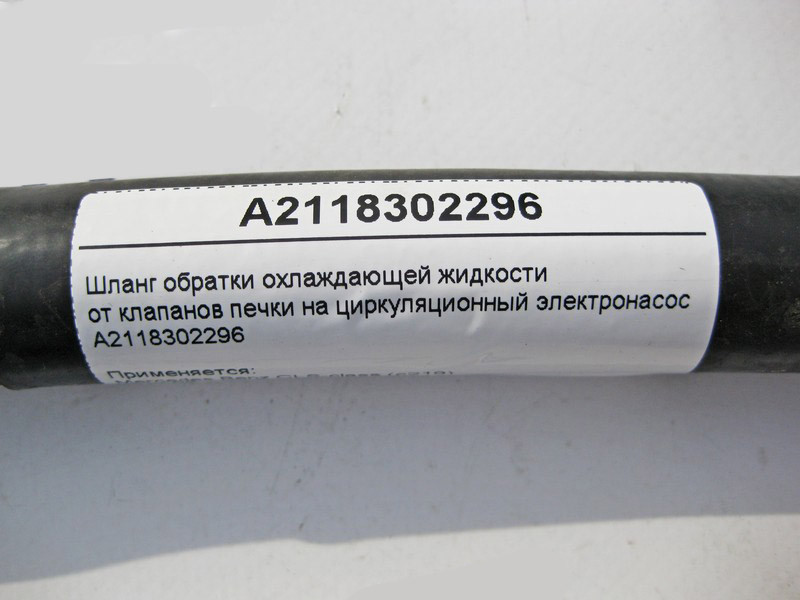 A2118302296
Шланг обратки охлаждающей жидкости
от клапанов печки на циркуляционный электронасос
A2118302296
Применяется: